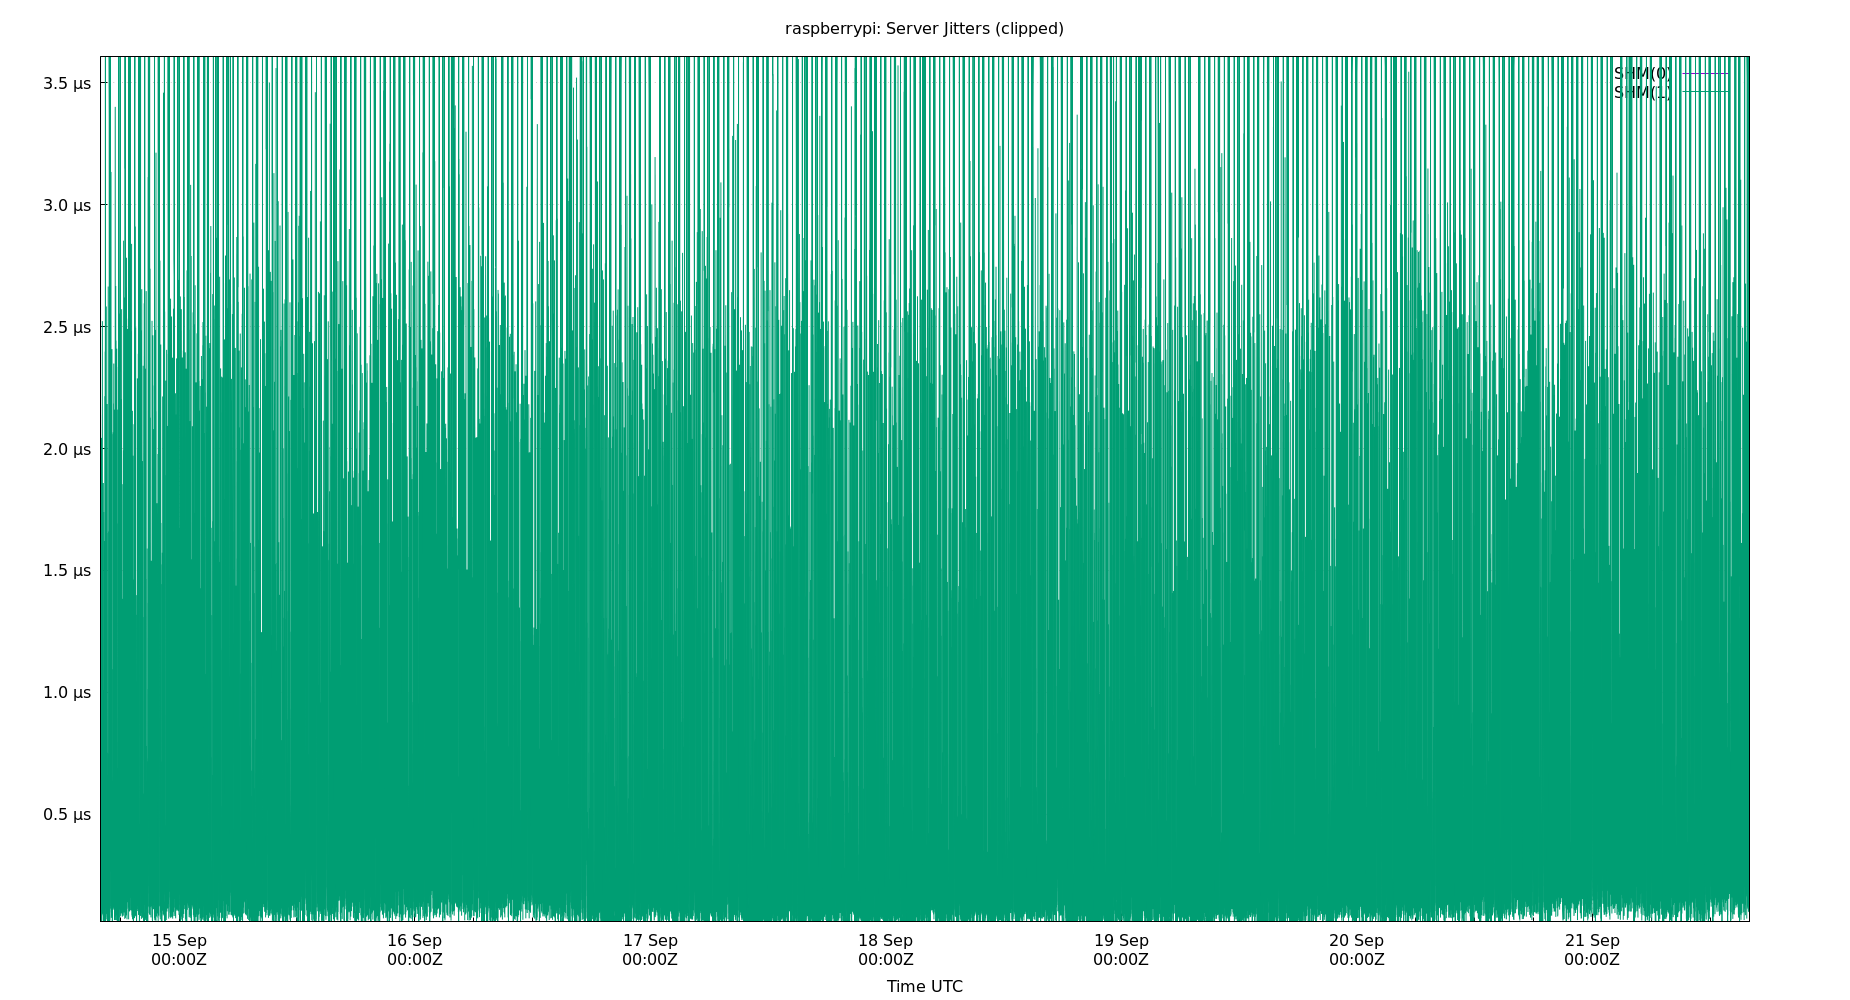 raspberrypi: Server Jitters (clipped)
SHM(0)
SHM(1)
3.5 µs
3.0 µs
2.5 µs
2.0 µs
1.5 µs
1.0 µs
0.5 µs
15 Sep 16 Sep 17 Sep 18 Sep 19 Sep 20 Sep 21 Sep
00:00Z 00:00Z 00:00Z 00:00Z 00:00Z 00:00Z 00:00Z
Time UTC